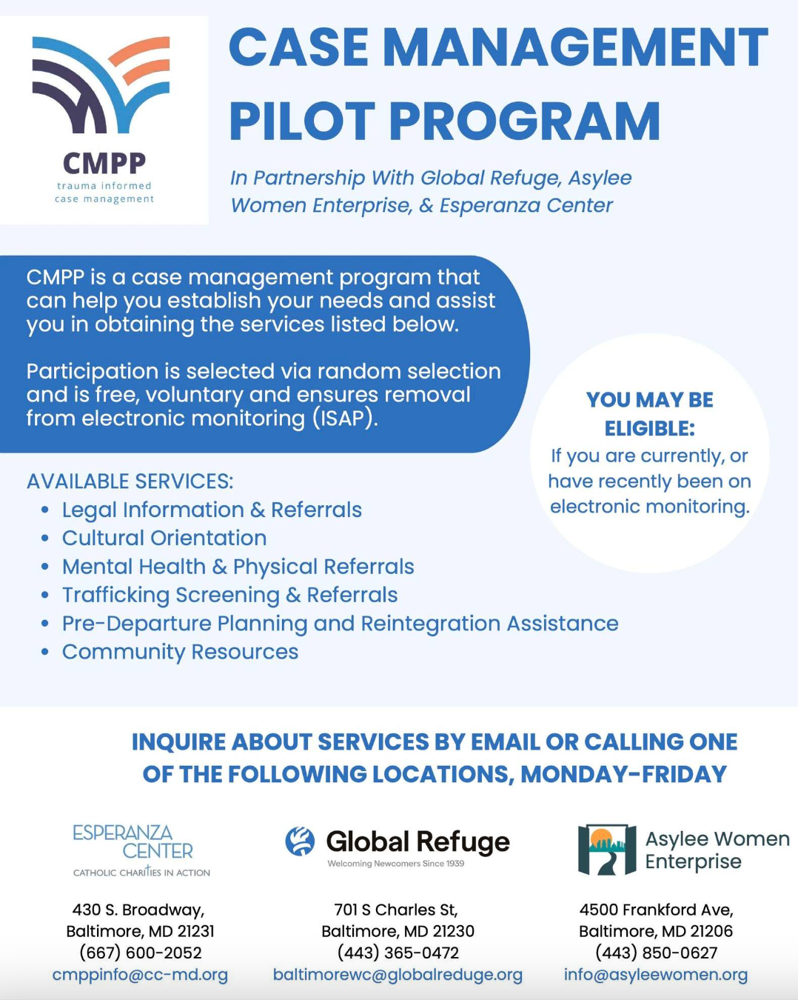 CASE MANAGEMENT
PILOT PROGRAM
CMPP
trauma informed
case management
In Partnership With Global Refuge, Asylee
Women Enterprise, & Esperanza Center
CMPP is a case management program that
can help you establish your needs and assist
you in obtaining the services listed below.
Participation is selected via random selection
and is free, voluntary and ensures removal
from electronic monitoring (ISAP).
YOU MAY BE
ELIGIBLE:
If you are currently, or
have recently been on
electronic monitoring.
AVAILABLE SERVICES:
• Legal Information & Referrals
• Cultural Orientation
• Mental Health & Physical Referrals
• Trafficking Screening & Referrals
• Pre-Departure Planning and Reintegration Assistance
• Community Resources
INQUIRE ABOUT SERVICES BY EMAIL OR CALLING ONE
OF THE FOLLOWING LOCATIONS, MONDAY-FRIDAY
ESPERANZA
CENTER
CATHOLIC CHARITIES IN ACTION
430 S. Broadway,
Baltimore, MD 21231
(667) 600-2052
cmppinfo@cc-md.org
Global Refuge
Welcoming Newcomers Since 1939
701 S Charles St,
Baltimore, MD 21230
(443) 365-0472
baltimorewc@globalreduge.org
Asylee Women
Enterprise
4500 Frankford Ave,
Baltimore, MD 21206
(443) 850-0627
info@asyleewomen.org